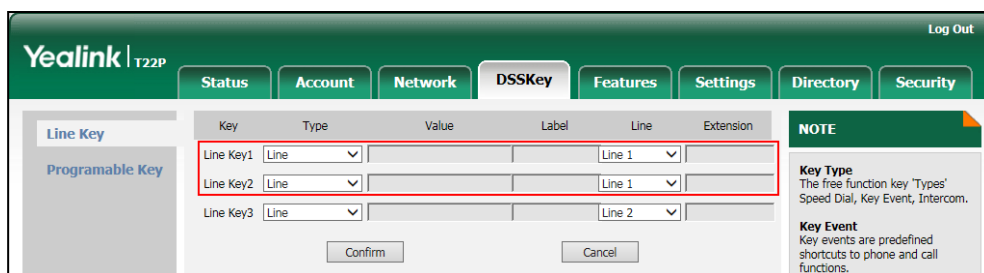 Log Out
Yealink | T22P
Status Account Network DSSKey Features Settings Directory Security
Line Key
Programable Key
Key Type Value Label Line Extension
Line Key1 Line Line 1
Line Key2 Line Line 1
Line Key3 Line Line 2
Confirm Cancel
NOTE
Key Type
The free function key 'Types'
Speed Dial, Key Event, Intercom.
Key Event
Key events are predefined
shortcuts to phone and call
functions.